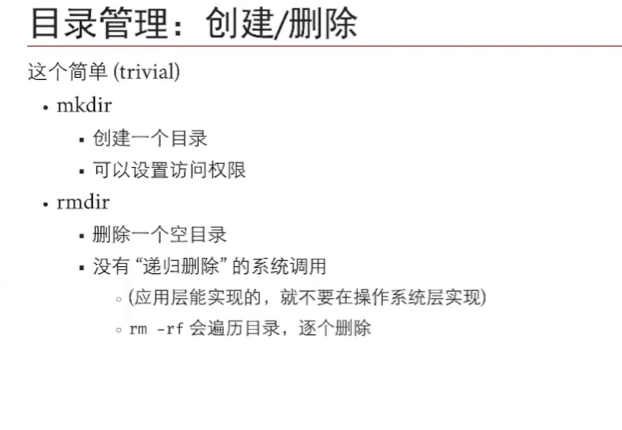 目录管理：创建/删除
这个简单 (trivial)
• mkdir
▪ 创建一个目录
▪ 可以设置访问权限
• rmdir
▪ 删除一个空目录
▪ 没有 “递归删除” 的系统调用
◦ (应用层能实现的，就不要在操作系统层实现)
◦ rm -rf 会遍历目录，逐个删除